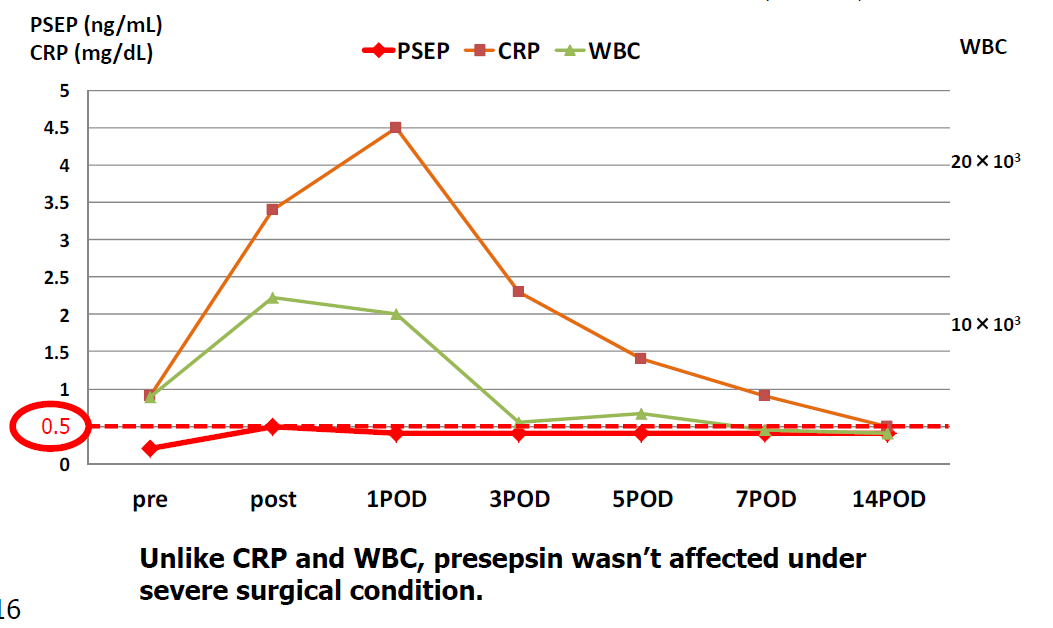 PSEP (ng/mL)
CRP (mg/dL)
PSEP CRP WBC
WBC
5
4.5
4
3.5
3
2.5
2
1.5
1
0.5
0
20×10³
10×10³
pre post 1POD 3POD 5POD 7POD 14POD
Unlike CRP and WBC, presepsin wasn't affected under
severe surgical condition.
16